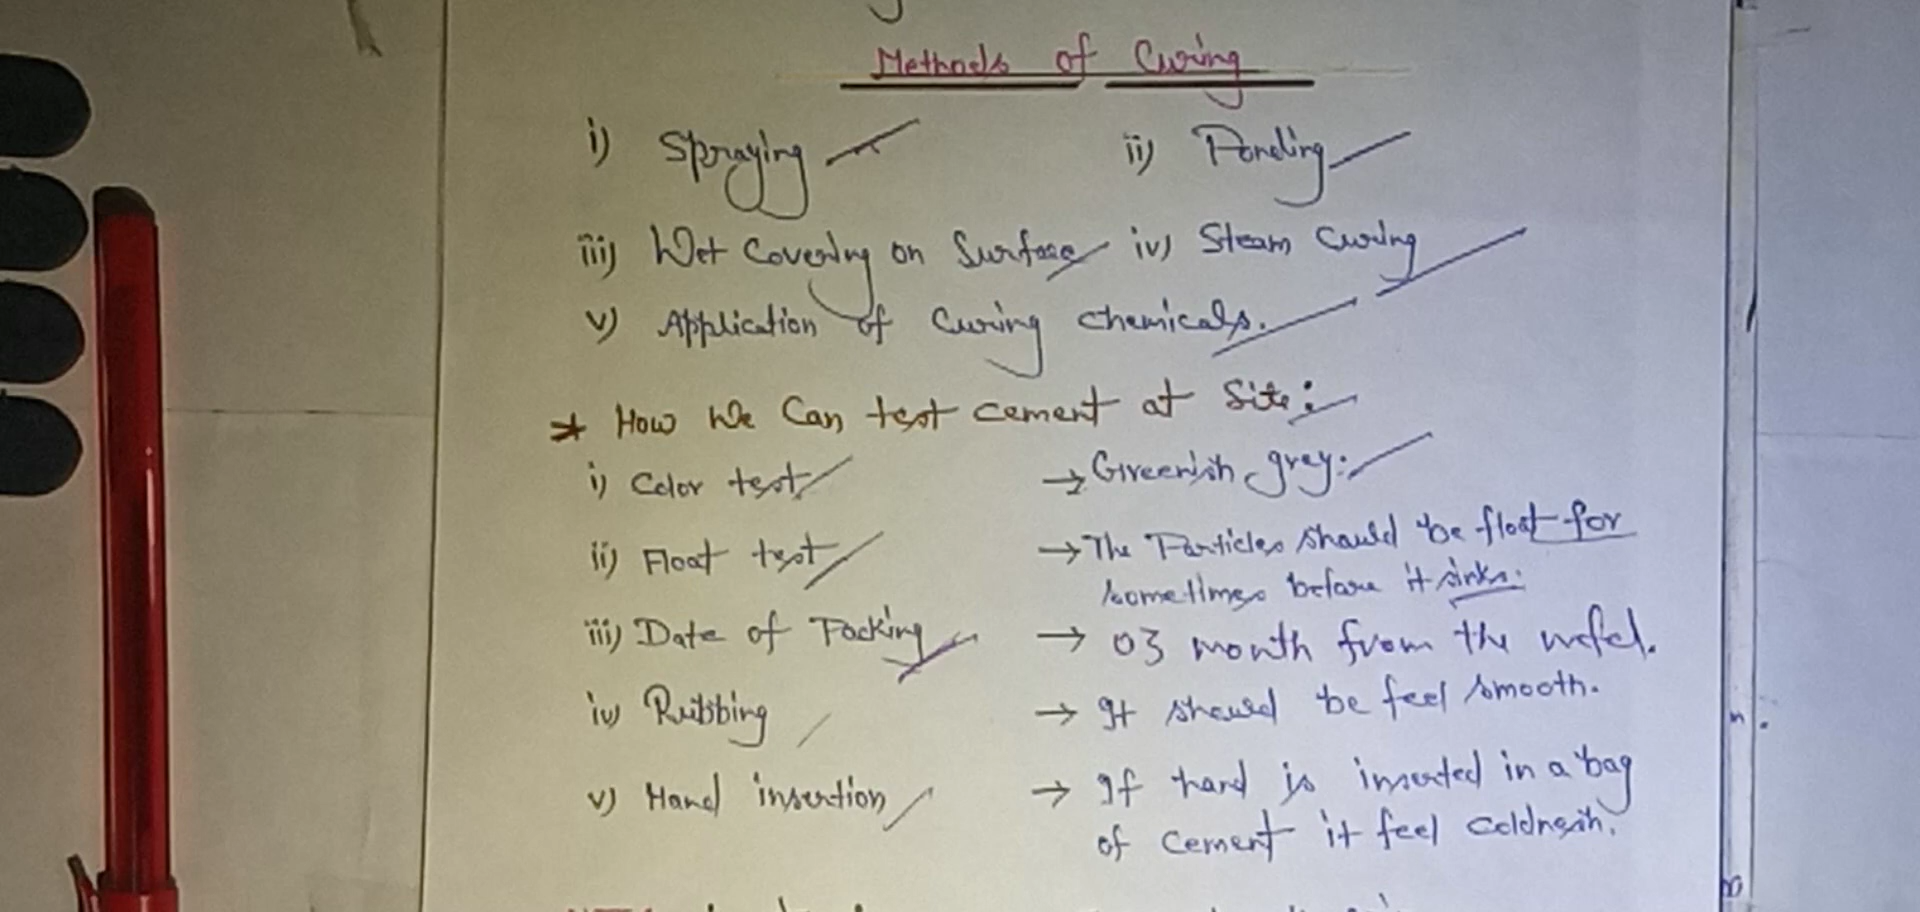 Methods of Curing
i) Spraying ii) Ponding
iii) Wet Covering on Surface iv) Steam Curing
v) Application of Curing chemicals.
* How We Can test cement at Site:
i) Color test → Greenish grey.
ii) Float test → The Particles should be float for
sometimes before it sinks.
iii) Date of Packing → 03 month from the mfd.
iv) Rubbing → It should be feel smooth.
v) Hand insertion → If hand is inserted in a bag
of cement it feel coldnesh.